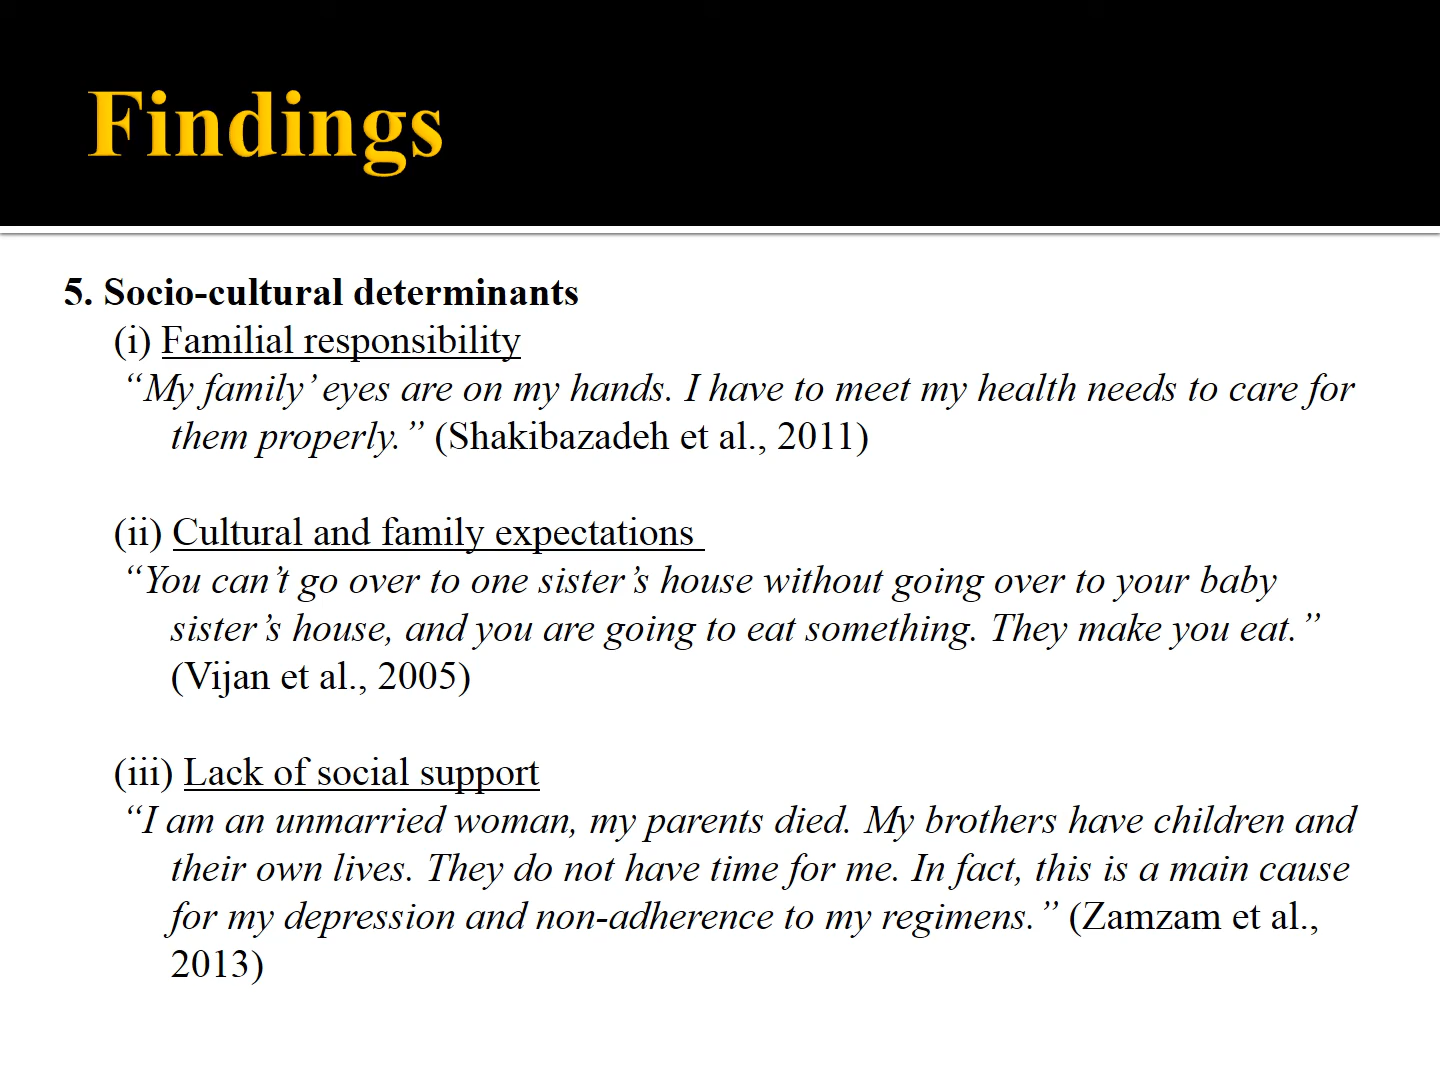 Findings
5. Socio-cultural determinants
(i) Familial responsibility
“My family’ eyes are on my hands. I have to meet my health needs to care for
them properly.” (Shakibazadeh et al., 2011)
(ii) Cultural and family expectations
“You can’t go over to one sister’s house without going over to your baby
sister’s house, and you are going to eat something. They make you eat.”
(Vijan et al., 2005)
(iii) Lack of social support
“I am an unmarried woman, my parents died. My brothers have children and
their own lives. They do not have time for me. In fact, this is a main cause
for my depression and non-adherence to my regimens.” (Zamzam et al.,
2013)